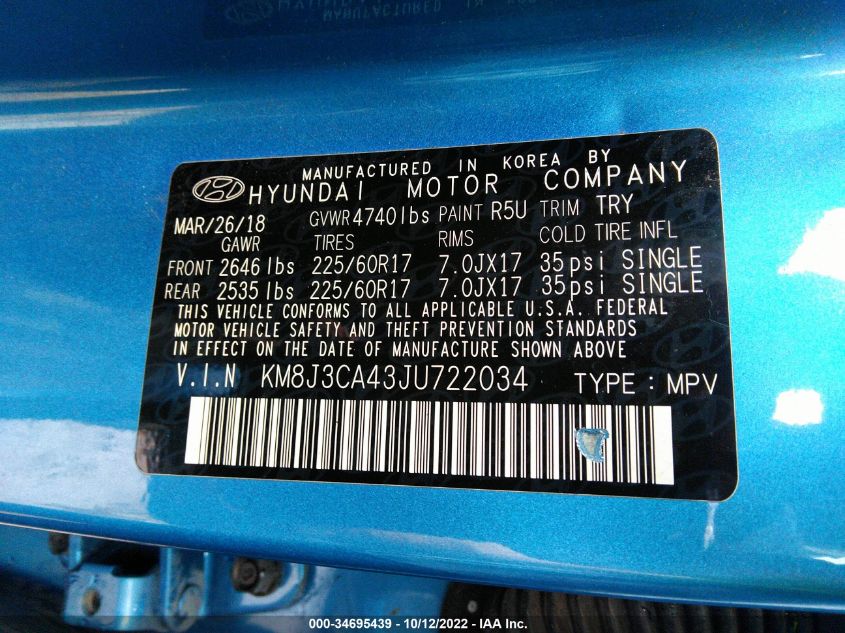 MANUFACTURED IN KOREA BY
HYUNDAI MOTOR COMPANY
MAR/26/18 GVWR 4740 lbs PAINT R5U TRIM TRY
GAWR TIRES RIMS COLD TIRE INFL
FRONT 2646 lbs 225/60R17 7.0JX17 35psi SINGLE
REAR 2535 lbs 225/60R17 7.0JX17 35psi SINGLE
THIS VEHICLE CONFORMS TO ALL APPLICABLE U.S.A. FEDERAL
MOTOR VEHICLE SAFETY AND THEFT PREVENTION STANDARDS
IN EFFECT ON THE DATE OF MANUFACTURE SHOWN ABOVE
V.I.N KM8J3CA43JU722034 TYPE : MPV
000-34695439 - 10/12/2022 - IAA Inc.